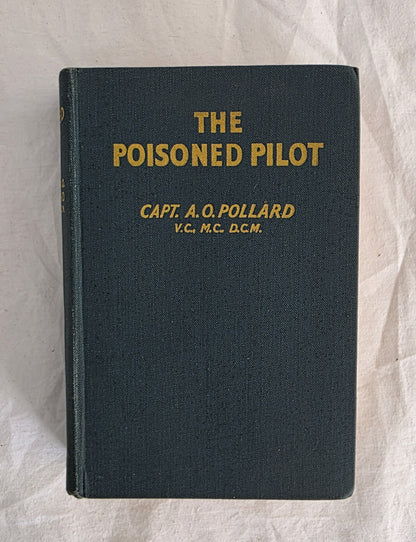 THE
POISONED PILOT
CAPT. A.O. POLLARD
V.C., M.C. D.C.M.